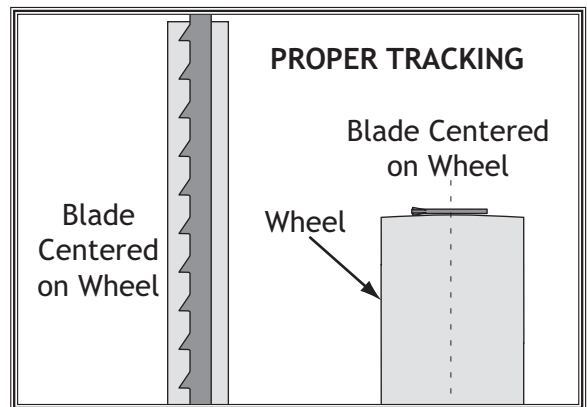 PROPER TRACKING
Blade Centered
on Wheel
Wheel
Blade
Centered
on Wheel